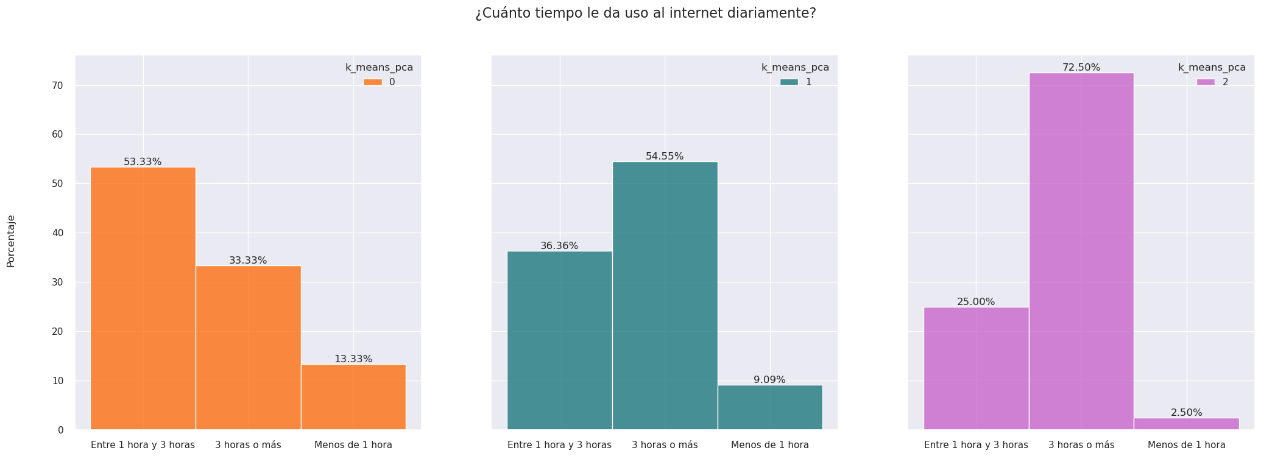 ¿Cuánto tiempo le da uso al internet diariamente?
Porcentaje
70
60
50
40
30
20
10
0
k_means_pca
0
53.33%
33.33%
13.33%
Entre 1 hora y 3 horas
3 horas o más
Menos de 1 hora
k_means_pca
1
36.36%
54.55%
9.09%
Entre 1 hora y 3 horas
3 horas o más
Menos de 1 hora
k_means_pca
2
25.00%
72.50%
2.50%
Entre 1 hora y 3 horas
3 horas o más
Menos de 1 hora